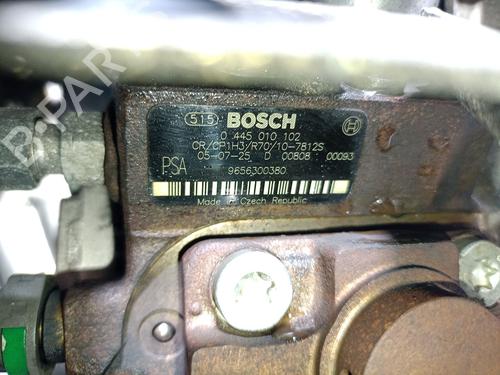 515 BOSCH
0 445 010 102
CR/CP1H3/R70/10-7812S
05-07-25 D 00808 00093
PSA 9656300380
Made in Czech Republic